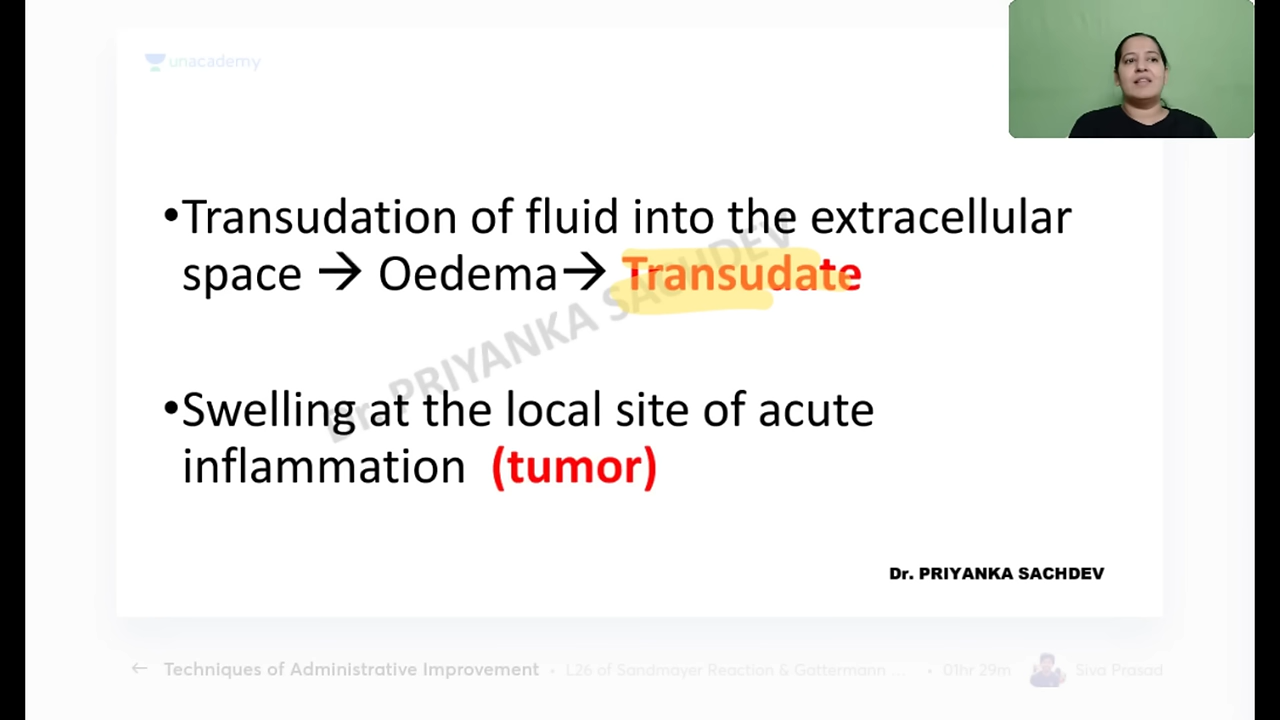 unacademy
•Transudation of fluid into the extracellular
space → Oedema→ Transudate
•Swelling at the local site of acute
inflammation (tumor)
Dr. PRIYANKA SACHDEV
Dr. PRIYANKA SACHDEV
← Techniques of Administrative Improvement • L26 of Sandmayer Reaction & Gattermann ... • 01hr 29m Siva Prasad